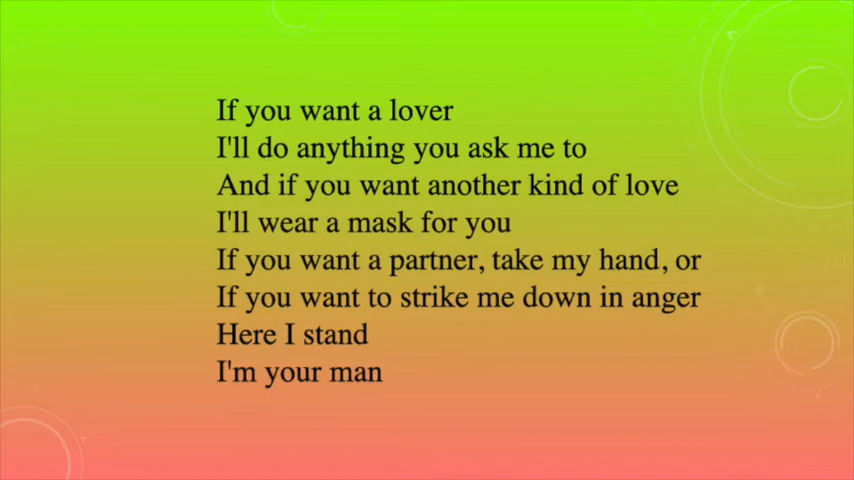 If you want a lover
I'll do anything you ask me to
And if you want another kind of love
I'll wear a mask for you
If you want a partner, take my hand, or
If you want to strike me down in anger
Here I stand
I'm your man